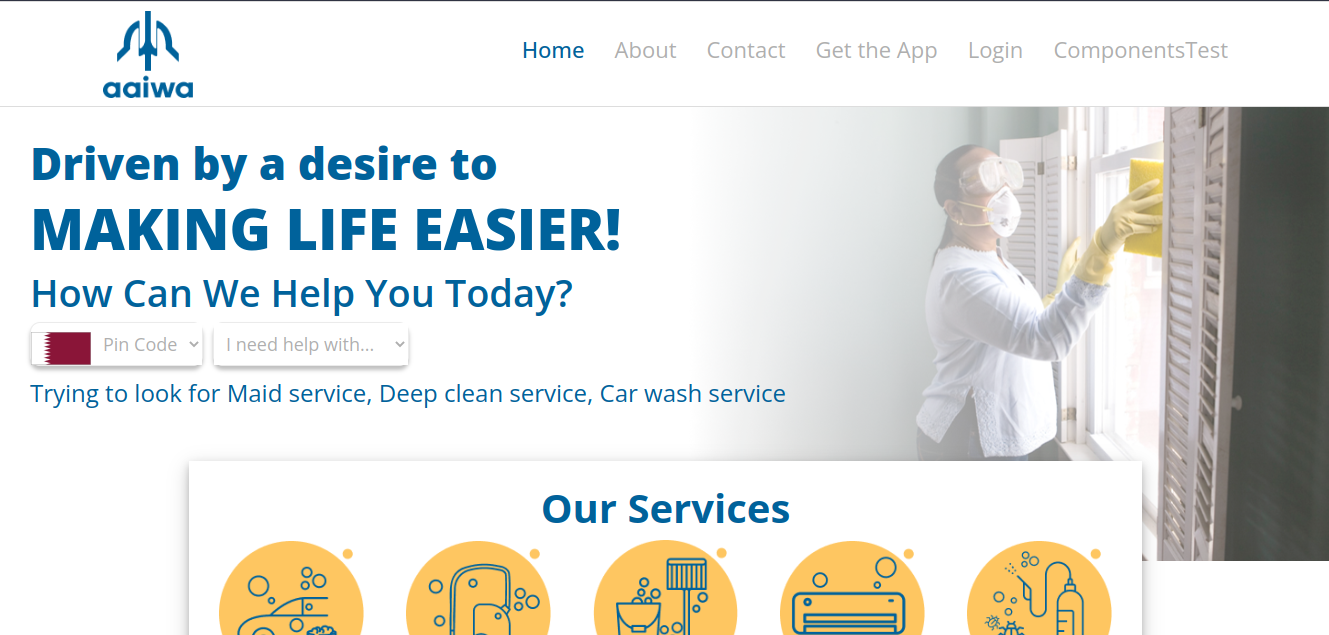 aaiwa
Home About Contact Get the App Login ComponentsTest
Driven by a desire to
MAKING LIFE EASIER!
How Can We Help You Today?
Pin Code I need help with...
Trying to look for Maid service, Deep clean service, Car wash service
Our Services